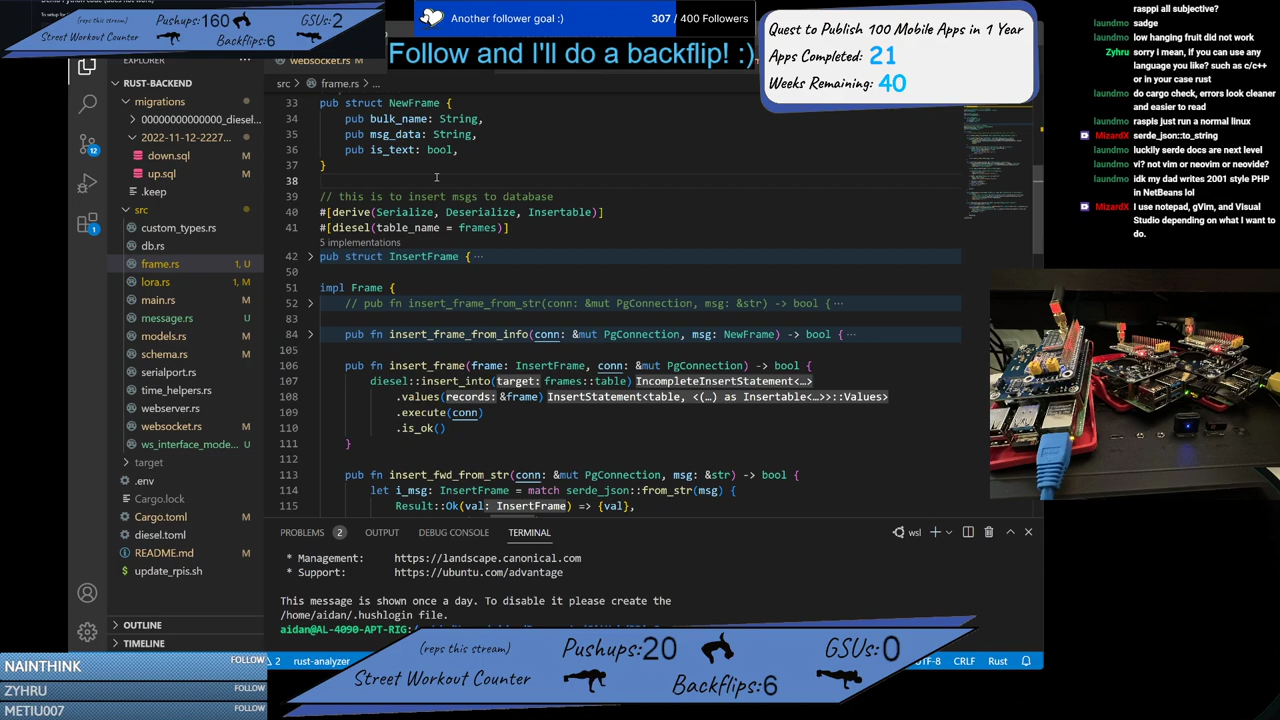 Pushups:160
GSUs:2
(reps this stream)
Street Workout Counter
Backflips:6
Another follower goal :)
307 / 400 Followers
Follow and I'll do a backflip! :)
Quest to Publish 100 Mobile Apps in 1 Year
Apps Completed: 21
Weeks Remaining: 40
rasppi all subjective?
laundmo sadge
laundmo low hanging fruit did not work
Zyhru sorry I mean, if you can use any
language you like? such as c/c++
or in your case rust
laundmo do cargo check, errors look cleaner
and easier to read
laundmo raspis just run a normal linux
MizardX serde_json::to_string
laundmo luckily serde docs are next level
laundmo vi? not vim or neovim or neovide?
laundmo idk my dad writes 2001 style PHP
in NetBeans lol
MizardX I use notepad, gVim, and Visual
Studio depending on what I want to
do.
EXPLORER
RUST-BACKEND
migrations
00000000000000_diesel...
2022-11-12-2227...
down.sql
up.sql
.keep
src
custom_types.rs
db.rs
frame.rs 1, U
lora.rs 1, M
main.rs
message.rs U
models.rs M
schema.rs M
serialport.rs
time_helpers.rs
webserver.rs
websocket.rs M
ws_interface_mode... U
target
.env
Cargo.lock
Cargo.toml M
diesel.toml
README.md M
update_rpis.sh
OUTLINE
TIMELINE
12
1
websocket.rs
src > frame.rs > ...
33 pub struct NewFrame {
34 pub bulk_name: String,
35 pub msg_data: String,
36 pub is_text: bool,
37 }
38
39 // this is to insert msgs to database
40 #[derive(Serialize, Deserialize, Insertable)]
41 #[diesel(table_name = frames)]
5 implementations
42 pub struct InsertFrame {···
50
51 impl Frame {
52 // pub fn insert_frame_from_str(conn: &mut PgConnection, msg: &str) -> bool {···
83
84 pub fn insert_frame_from_info(conn: &mut PgConnection, msg: NewFrame) -> bool {···
105
106 pub fn insert_frame(frame: InsertFrame, conn: &mut PgConnection) -> bool {
107 diesel::insert_into(target: frames::table) IncompleteInsertStatement<…>
108 .values(records: &frame) InsertStatement<table, <(…) as Insertable<…>>::Values>
109 .execute(conn)
110 .is_ok()
111 }
112
113 pub fn insert_fwd_from_str(conn: &mut PgConnection, msg: &str) -> bool {
114 let i_msg: InsertFrame = match serde_json::from_str(msg) {
115 Result::Ok(val: InsertFrame) => {val},
PROBLEMS 2 OUTPUT DEBUG CONSOLE TERMINAL
wsl
* Management: https://landscape.canonical.com
* Support: https://ubuntu.com/advantage
This message is shown once a day. To disable it please create the
/home/aidan/.hushlogin file.
aidan@AL-4090-APT-RIG:
(reps this stream)
Pushups:20
GSUs:0
Street Workout Counter
Backflips:6
2 rust-analyzer
UTF-8 CRLF Rust
NAINTHINK FOLLOW
ZYHRU FOLLOW
METIU007 FOLLOW